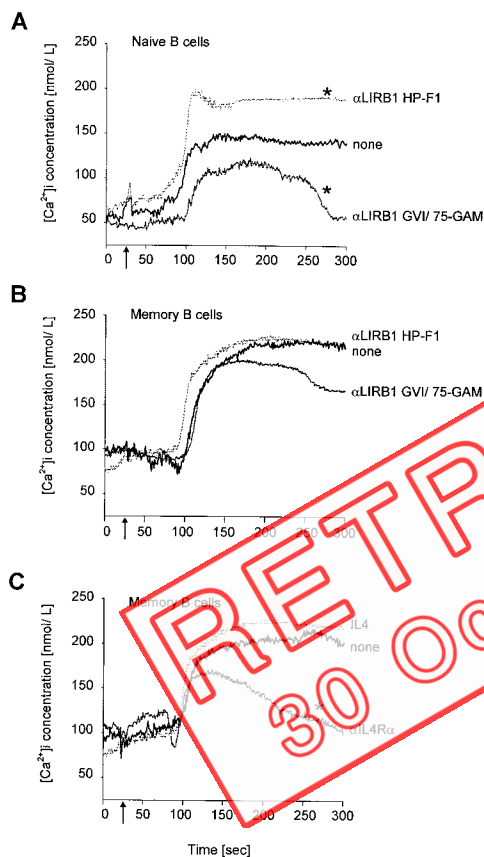 A
Naive B cells
[Ca2+]i concentration [nmol/ L]
250
200
150
100
50
0 50 100 150 200 250 300
*
αLIRB1 HP-F1
none
*
αLIRB1 GVI/ 75-GAM
B
Memory B cells
[Ca2+]i concentration [nmol/ L]
250
200
150
100
50
0 50 100 150 200 250 300
αLIRB1 HP-F1
none
αLIRB1 GVI/ 75-GAM
C
Memory B cells
[Ca2+]i concentration [nmol/ L]
250
200
150
100
50
0 50 100 150 200 250 300
IL4
none
*
αIL4Rα
Time [sec]
RETR
30 Oc